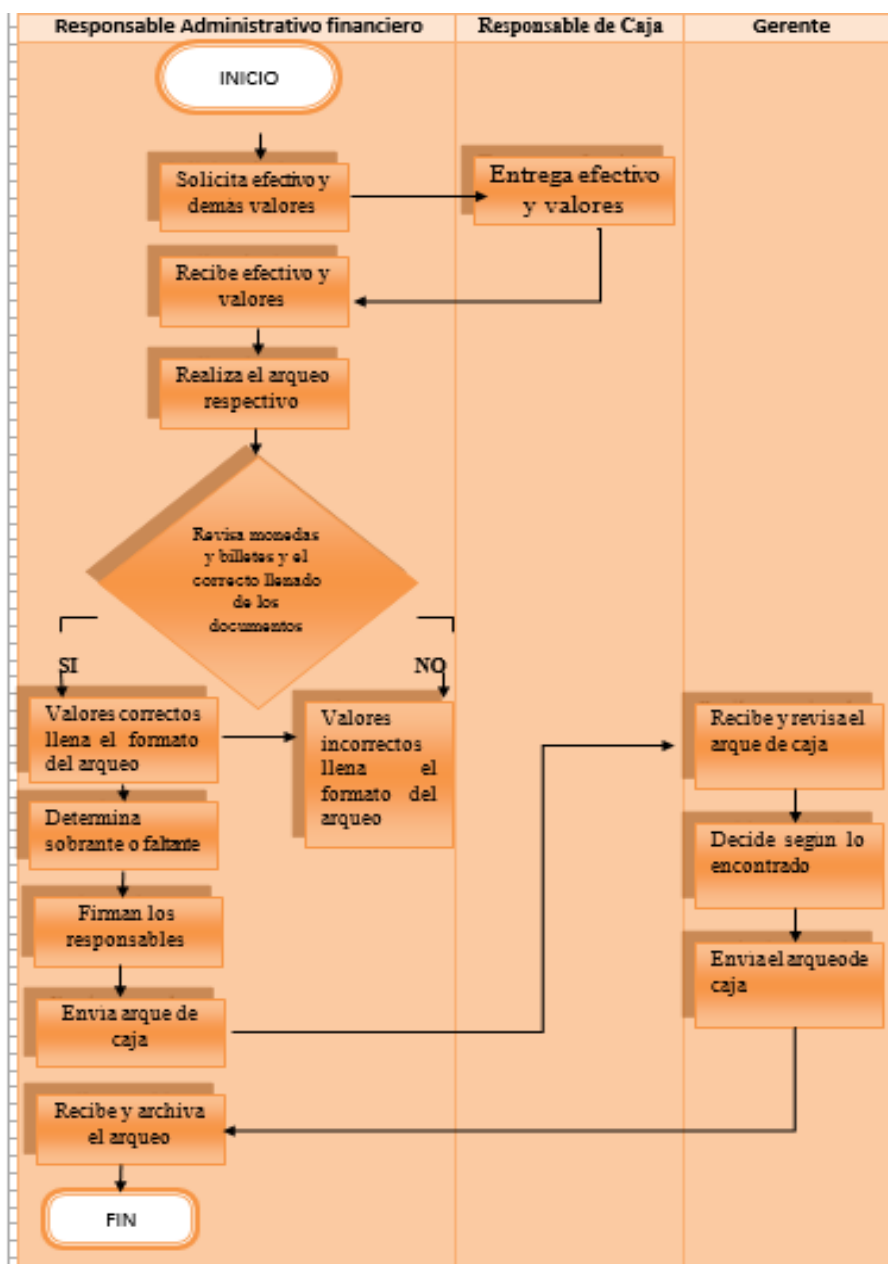 Responsable Administrativo financiero
Responsable de Caja
Gerente
INICIO
Solicita efectivo y
demás valores
Entrega efectivo
y valores
Recibe efectivo y
valores
Realiza el arqueo
respectivo
Revisa monedas
y billetes y el
correcto llenado
de los
documentos
SI
NO
Valores correctos
llena el formato
del arqueo
Valores
incorrectos
llena el
formato del
arqueo
Recibe y revisa el
arque de caja
Determina
sobrante o faltante
Decide según lo
encontrado
Firman los
responsables
Envia el arqueo de
caja
Envia arque de
caja
Recibe y archiva
el arqueo
FIN